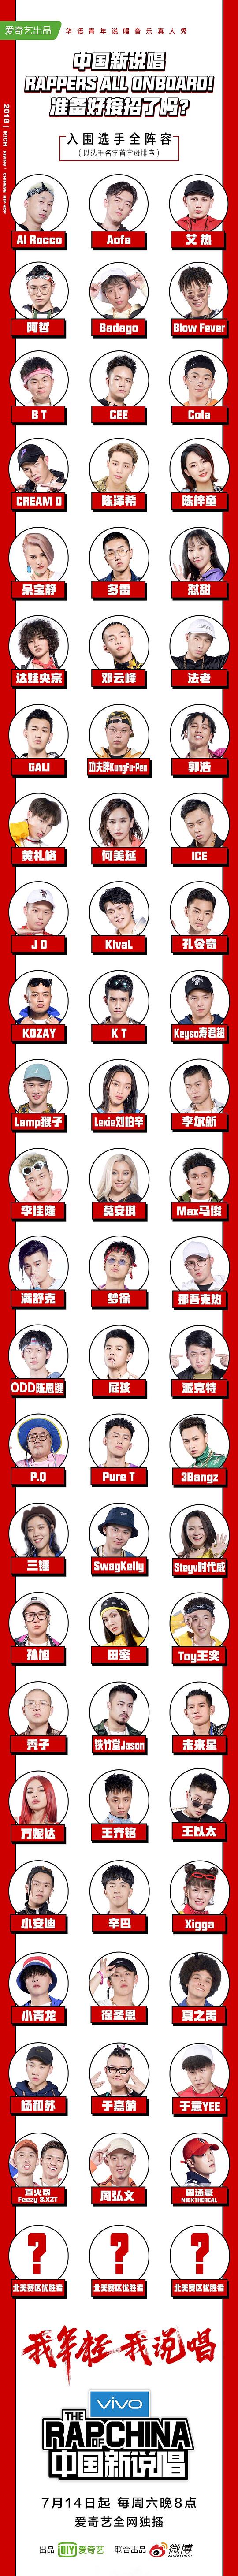 爱奇艺出品
华语青年说唱音乐真人秀
中国新说唱
RAPPERS ALL ONBOARD!
准备好接招了吗?
2018 | RICH
RISING! CHINESE HIP-HOP
入围选手全阵容
(以选手名字首字母排序)
Al Rocco Aofa 艾热
阿哲 Badago Blow Fever
BT CEE Cola
CREAM D 陈泽希 陈梓童
呆宝静 多雷 怼甜
达娃央宗 邓云峰 法老
GALI 功夫胖KungFu-Pen 郭浩
黄礼格 何美延 ICE
JD KivaL 孔令奇
KOZAY KT Keyso寿君超
Lamp猴子 Lexie刘柏辛 李尔新
李佳隆 莫安琪 Max马俊
满舒克 梦徐 那吾克热
ODD陈思键 屁孩 派克特
P.Q Pure T 3Bangz
三锤 SwagKelly Steyv时代威
孙旭 田蜜 Toy王奕
秃子 铁竹堂Jason 未来星
万妮达 王齐铭 王以太
小安迪 辛巴 Xigga
小青龙 徐圣恩 夏之禹
杨和苏 于嘉萌 于意YEE
直火帮 周弘文 周汤豪
Feezy &XZT NICKTHEREAL
?
?
?
北美赛区优胜者 北美赛区优胜者 北美赛区优胜者
我年轻 我说唱
vivo
THE
RAP OF CHINA
中国新说唱
7月14日起 每周六晚8点
爱奇艺全网独播
出品 iQIYI 爱奇艺 联合出品 微博
weibo.com